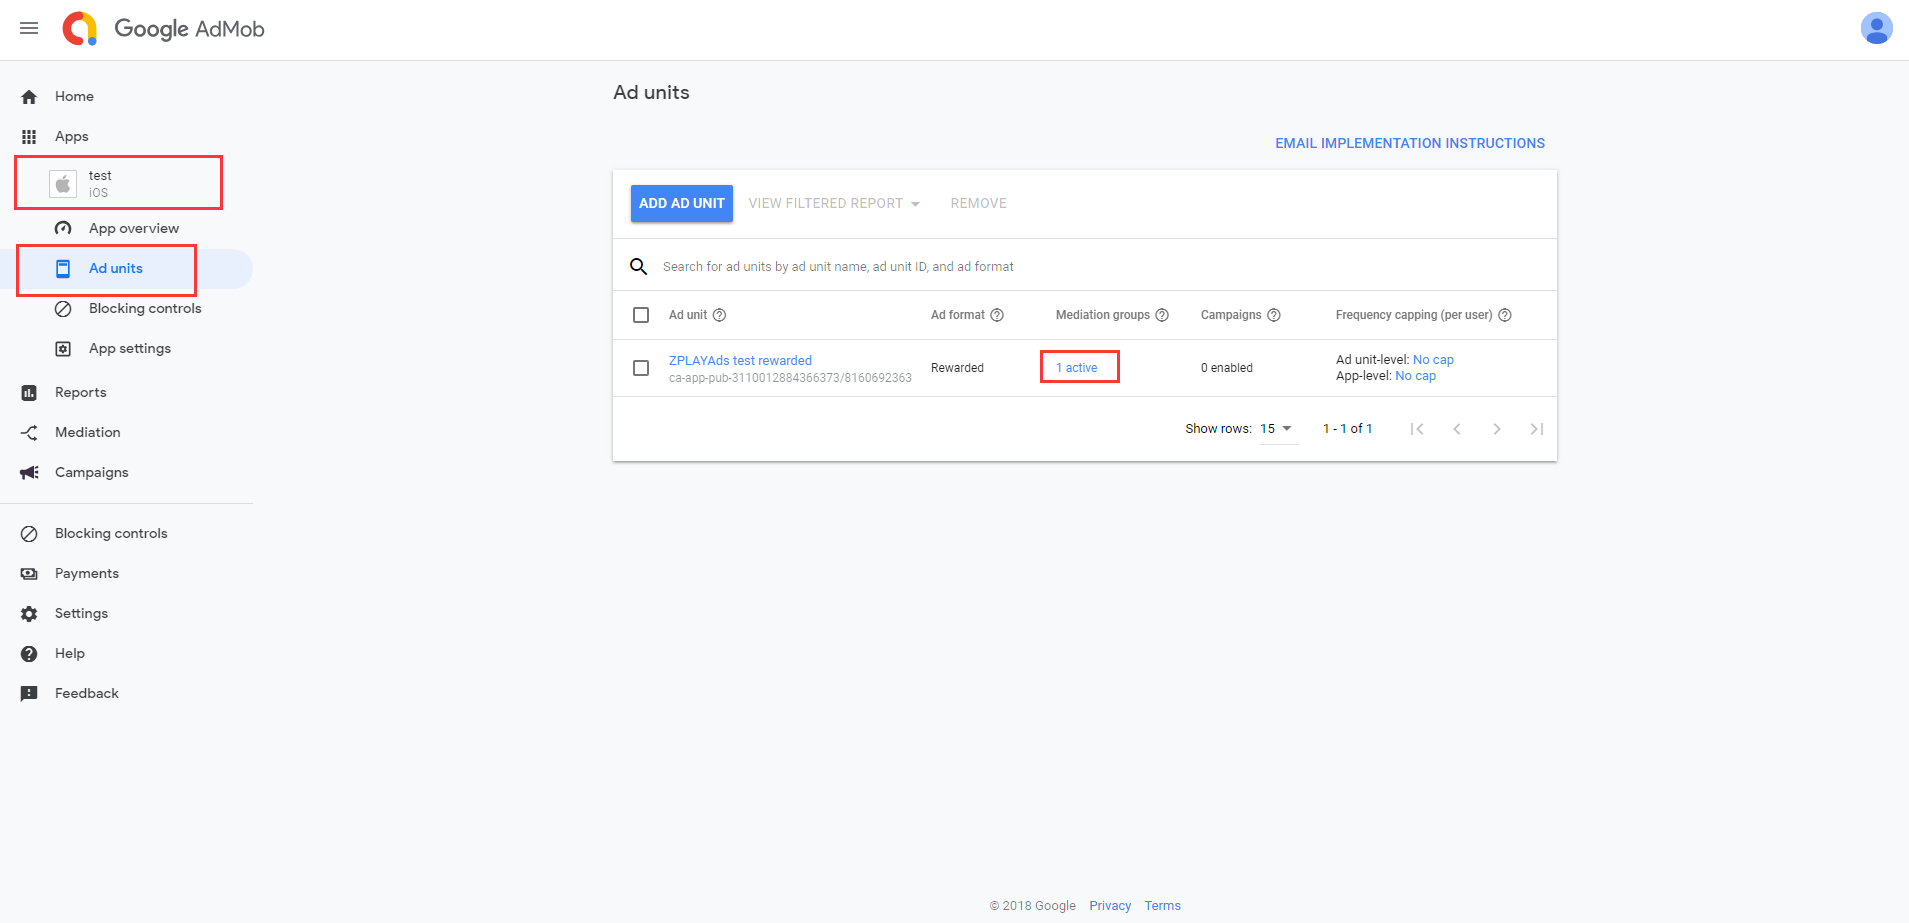 Google AdMob
Home
Apps
test
iOS
App overview
Ad units
Blocking controls
App settings
Reports
Mediation
Campaigns
Blocking controls
Payments
Settings
Help
Feedback
Ad units
EMAIL IMPLEMENTATION INSTRUCTIONS
ADD AD UNIT VIEW FILTERED REPORT REMOVE
Search for ad units by ad unit name, ad unit ID, and ad format
Ad unit Ad format Mediation groups Campaigns Frequency capping (per user)
ZPLAYAds test rewarded
ca-app-pub-3110012884366373/8160692363
Rewarded
1 active
0 enabled
Ad unit-level: No cap
App-level: No cap
Show rows: 15 1 - 1 of 1
© 2018 Google Privacy Terms